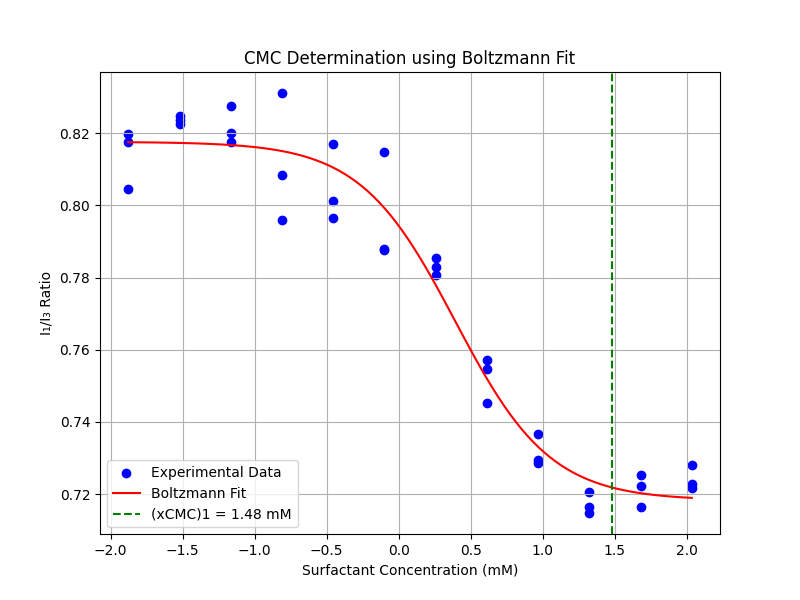 CMC Determination using Boltzmann Fit
I₁/I₃ Ratio
0.82
0.80
0.78
0.76
0.74
0.72
Experimental Data
Boltzmann Fit
(xCMC)1 = 1.48 mM
−2.0 −1.5 −1.0 −0.5 0.0 0.5 1.0 1.5 2.0
Surfactant Concentration (mM)